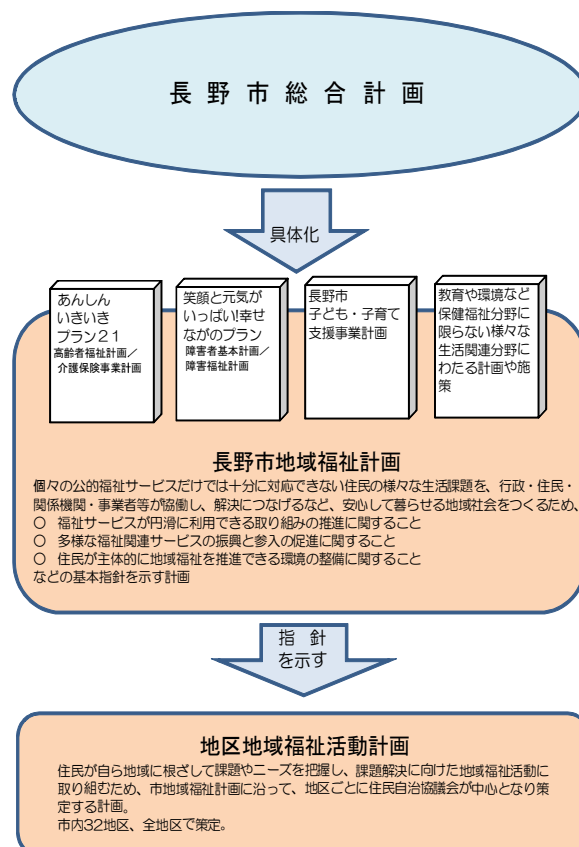 長野市総合計画
具体化
あんしん
いきいき
プラン２１
高齢者福祉計画／
介護保険事業計画
笑顔と元気が
いっぱい!幸せ
ながのプラン
障害者基本計画／
障害福祉計画
長野市
子ども・子育て
支援事業計画
教育や環境など
保健福祉分野に
限らない様々な
生活関連分野に
わたる計画や施
策
長野市地域福祉計画
個々の公的福祉サービスだけでは十分に対応できない住民の様々な生活課題を、行政・住民・
関係機関・事業者等が協働し、解決につなげるなど、安心して暮らせる地域社会をつくるため、
○　福祉サービスが円滑に利用できる取り組みの推進に関すること
○　多様な福祉関連サービスの振興と参入の促進に関すること
○　住民が主体的に地域福祉を推進できる環境の整備に関すること
などの基本指針を示す計画
指　針
を示す
地区地域福祉活動計画
住民が自ら地域に根ざして課題やニーズを把握し、課題解決に向けた地域福祉活動に
取り組むため、市地域福祉計画に沿って、地区ごとに住民自治協議会が中心となり策
定する計画。
市内32地区、全地区で策定。